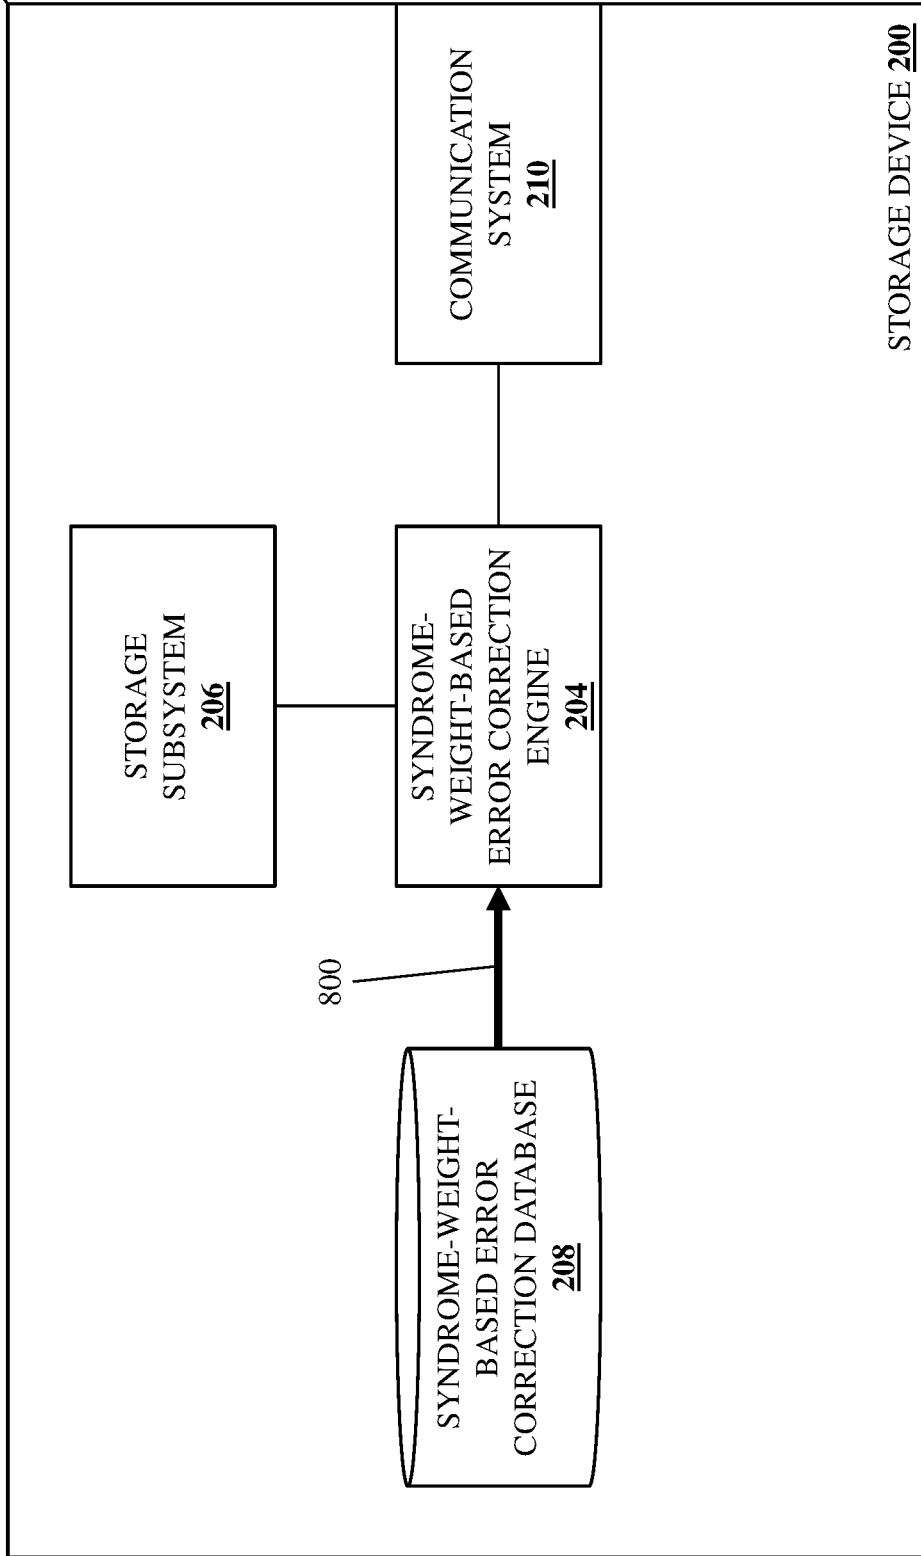 STORAGE
SUBSYSTEM
206
800
SYNDROME-WEIGHT-
BASED ERROR
CORRECTION DATABASE
208
SYNDROME-
WEIGHT-BASED
ERROR CORRECTION
ENGINE
204
COMMUNICATION
SYSTEM
210
STORAGE DEVICE 200